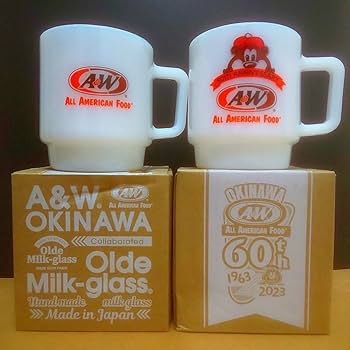 A&W
ALL AMERICAN FOOD
A&W
ALL AMERICAN FOOD
A&W.
A&W
ALL AMERICAN FOOD
OKINAWA
Collaborated
Olde
Milk-glass
Olde
Milk-glass.
Handmade milk-glass
Made in Japan
OKINAWA
A&W
ALL AMERICAN FOOD
60th
1963
2023